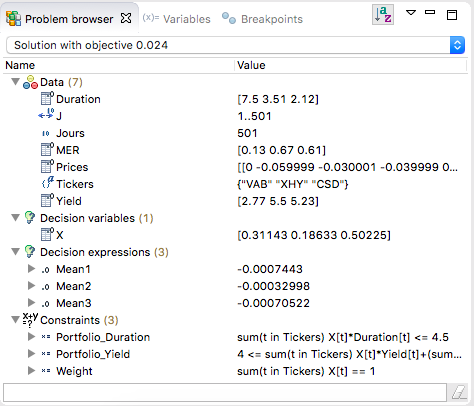 Problem browser (x)= Variables Breakpoints
Solution with objective 0.024
Name Value
Data (7)
Duration [7.5 3.51 2.12]
J 1..501
Jours 501
MER [0.13 0.67 0.61]
Prices [[0 -0.059999 -0.030001 -0.039999 0...
Tickers {"VAB" "XHY" "CSD"}
Yield [2.77 5.5 5.23]
Decision variables (1)
X [0.31143 0.18633 0.50225]
Decision expressions (3)
Mean1 -0.0007443
Mean2 -0.00032998
Mean3 -0.00070522
Constraints (3)
Portfolio_Duration sum(t in Tickers) X[t]*Duration[t] <= 4.5
Portfolio_Yield 4 <= sum(t in Tickers) X[t]*Yield[t]+(sum...
Weight sum(t in Tickers) X[t] == 1